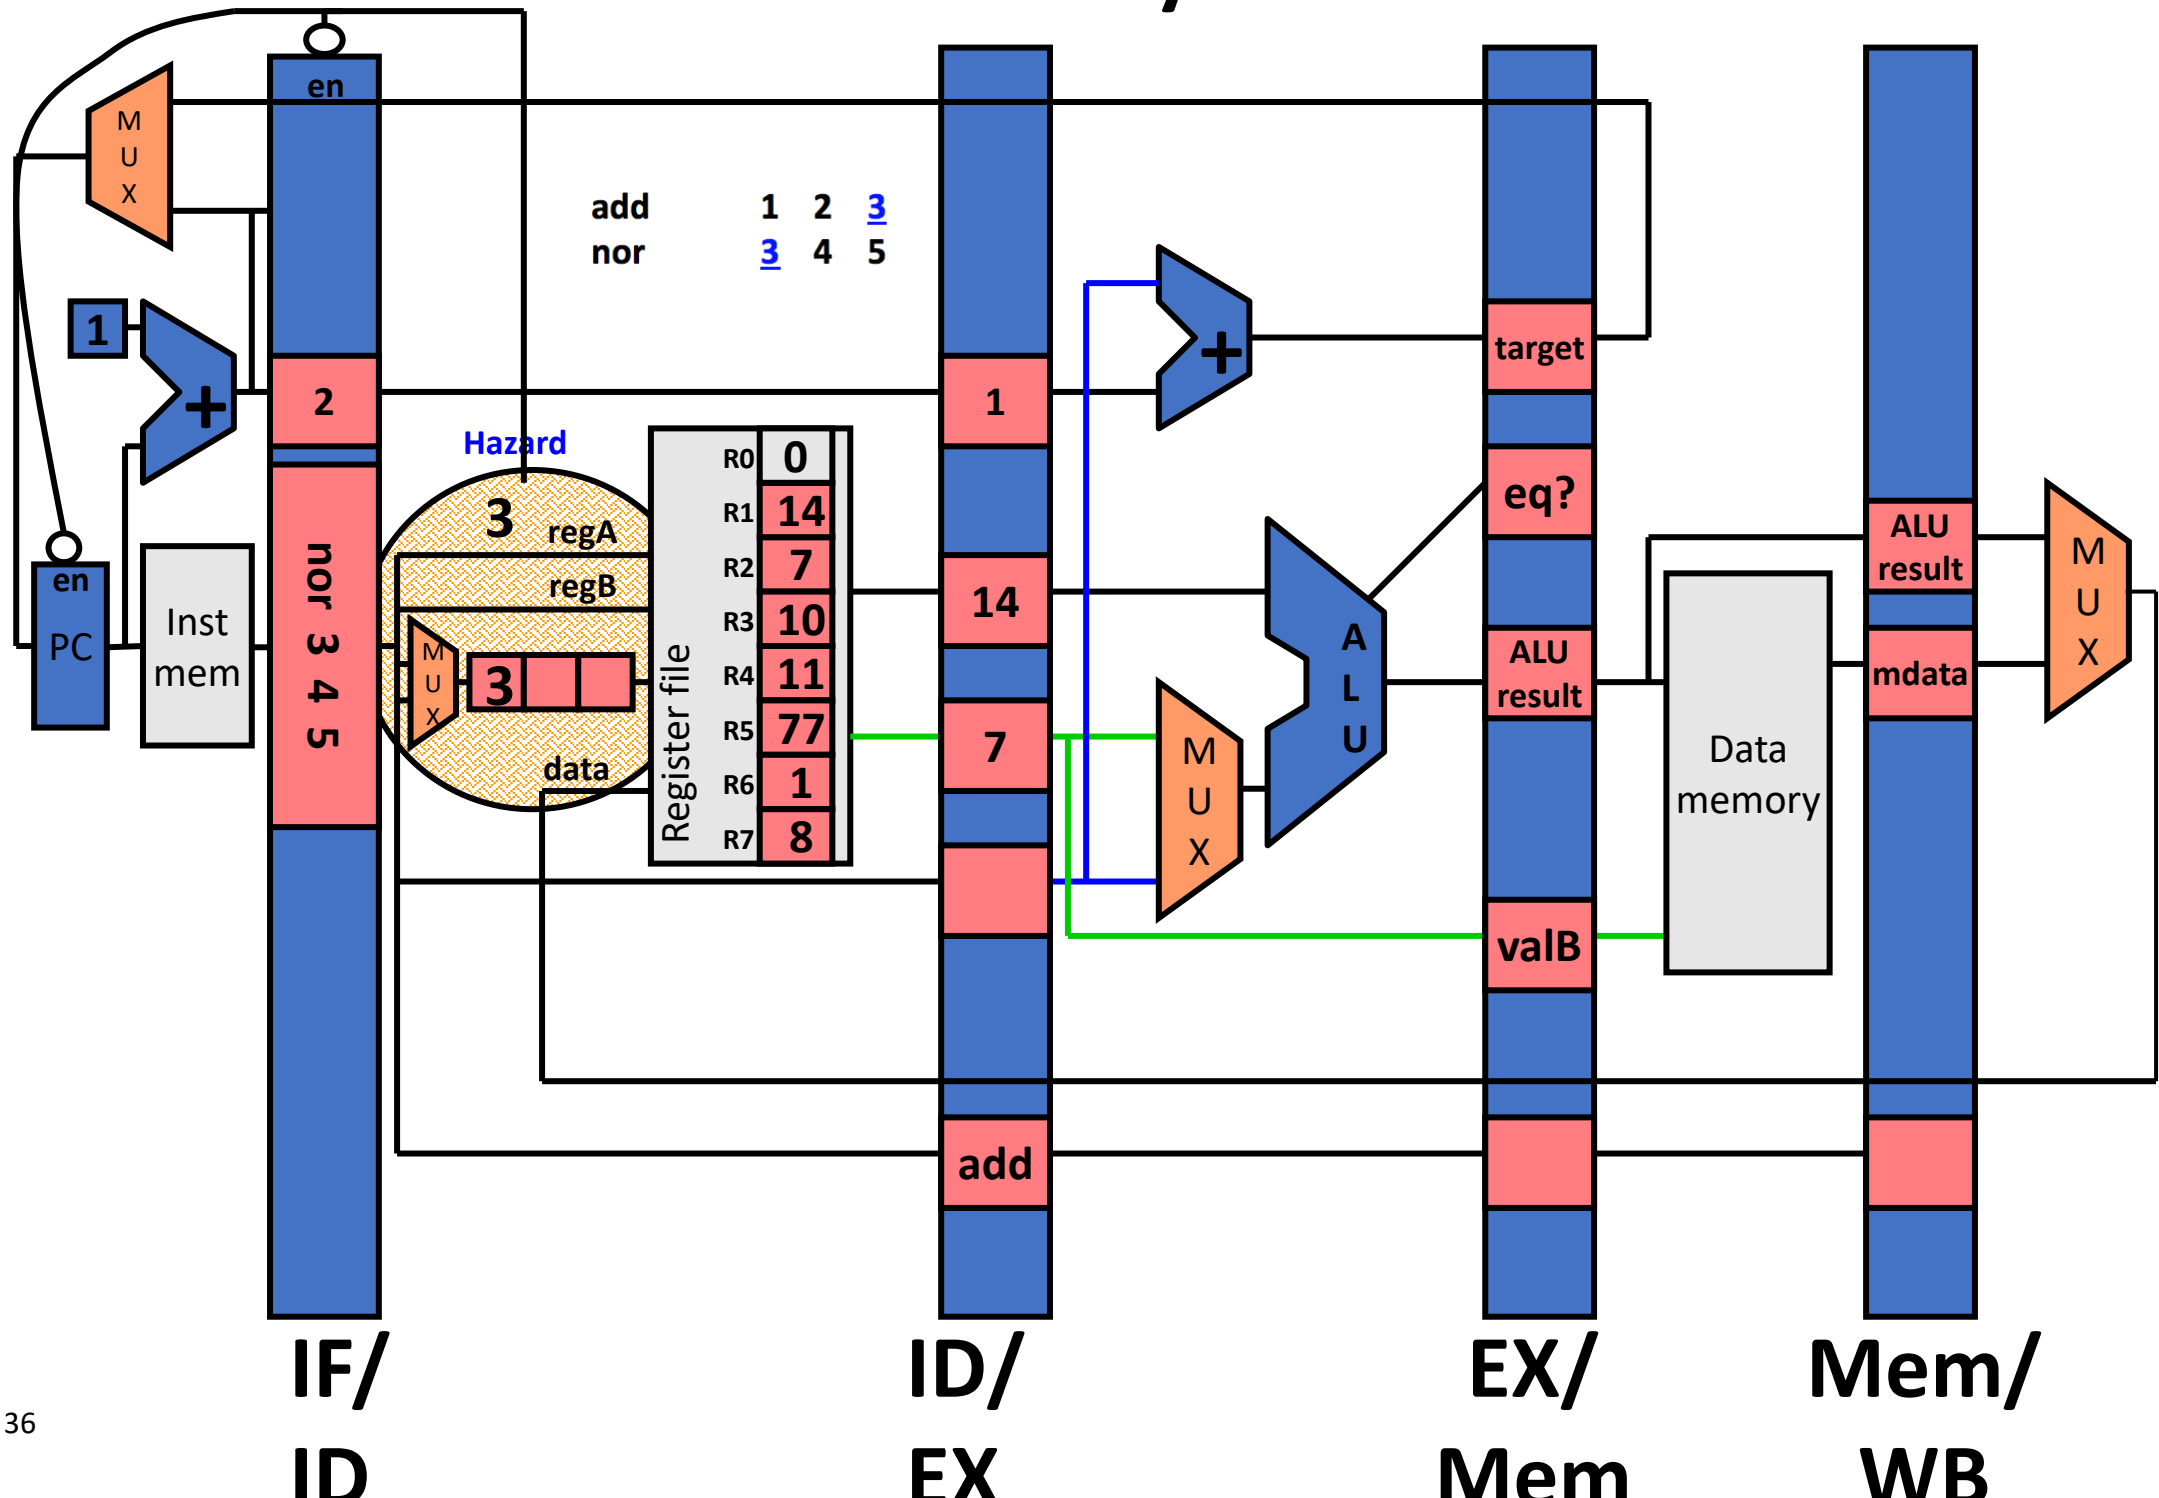 /
en
M
U
X
add 1 2 3
nor 3 4 5
1
+
2
1
+
target
Hazard
3
regA
regB
M
U
X
3
data
Register file
R0 0
R1 14
R2 7
R3 10
R4 11
R5 77
R6 1
R7 8
en
PC
Inst
mem
nor 3 4 5
14
7
add
M
U
X
A
L
U
eq?
ALU
result
valB
Data
memory
ALU
result
mdata
M
U
X
IF/
ID
ID/
EX
EX/
Mem
Mem/
WB
36